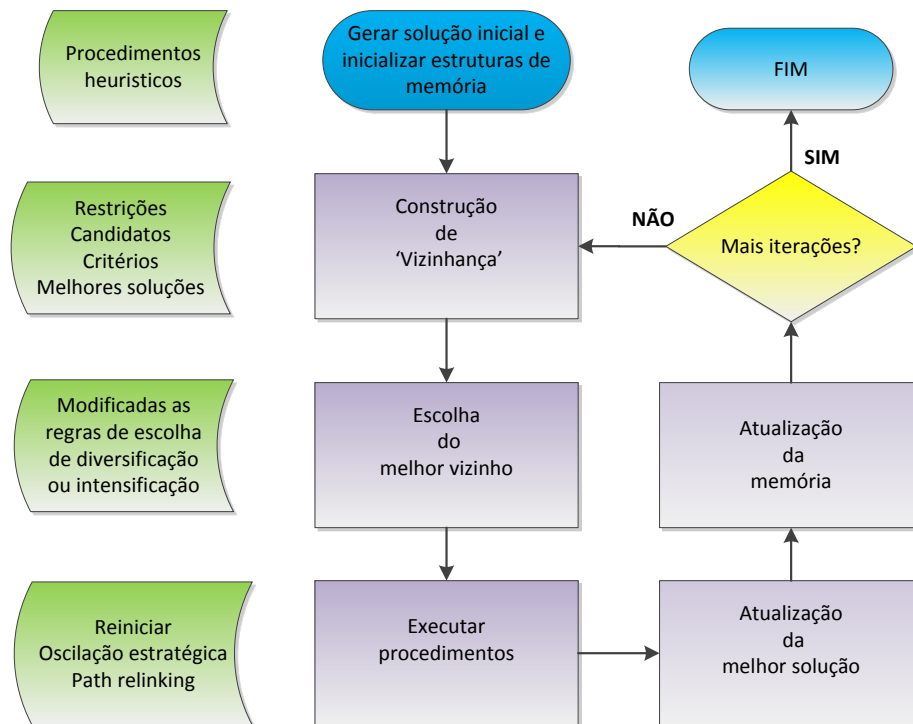 Procedimentos
heuristicos
Gerar solução inicial e
inicializar estruturas de
memória
FIM
SIM
Restrições
Candidatos
Critérios
Melhores soluções
Construção
de
‘Vizinhança’
NÃO
Mais iterações?
Modificadas as
regras de escolha
de diversificação
ou intensificação
Escolha
do
melhor vizinho
Atualização
da
memória
Reiniciar
Oscilação estratégica
Path relinking
Executar
procedimentos
Atualização
da
melhor solução